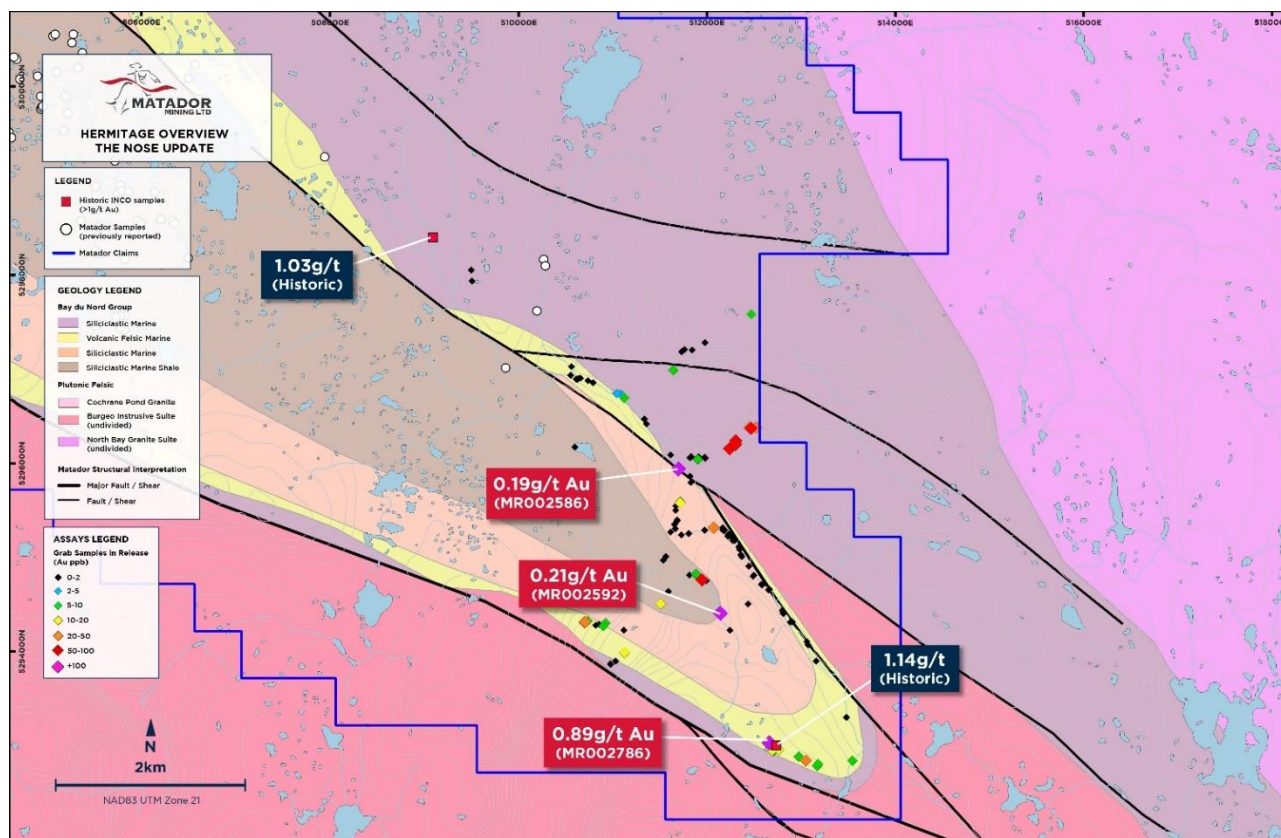 506000E
508000E
510000E
512000E
514000E
516000E
518000
5300000N
5298000N
5296000N
5294000N
MATADOR
MINING LTD
HERMITAGE OVERVIEW
THE NOSE UPDATE
LEGEND
Historic INCO samples
(>1g/t Au)
Matador Samples
(previously reported)
Matador Claims
GEOLOGY LEGEND
Bay du Nord Group
Siliciclastic Marine
Volcanic Felsic Marine
Siliciclastic Marine
Siliciclastic Marine Shale
Plutonic Felsic
Cochrane Pond Granite
Burgeo Instrusive Suite
(undivided)
North Bay Granite Suite
(undivided)
Matador Structural Interpretation
Major Fault / Shear
Fault / Shear
ASSAYS LEGEND
Grab Samples in Release
(Au ppb)
0-2
2-5
5-10
10-20
20-50
50-100
+100
N
2km
NAD83 UTM Zone 21
1.03g/t
(Historic)
0.19g/t Au
(MR002586)
0.21g/t Au
(MR002592)
1.14g/t
(Historic)
0.89g/t Au
(MR002786)